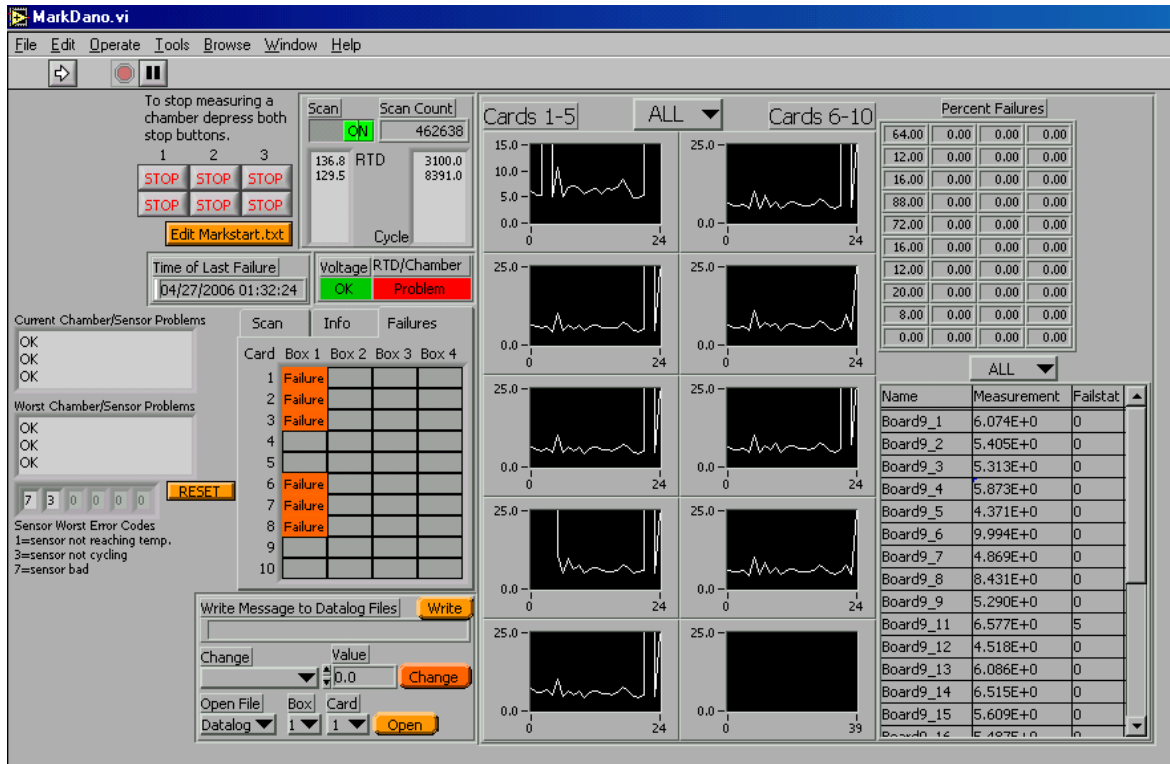 MarkDano.vi
File Edit Operate Tools Browse Window Help
To stop measuring a
chamber depress both
stop buttons.
1 2 3
STOP STOP STOP
STOP STOP STOP
Edit Markstart.txt
Scan Scan Count
ON 462638
136.8 RTD 3100.0
129.5 8391.0
Cycle
Time of Last Failure
04/27/2006 01:32:24
Voltage RTD/Chamber
OK Problem
Current Chamber/Sensor Problems
OK
OK
OK
Worst Chamber/Sensor Problems
OK
OK
OK
7 3 0 0 0 0
RESET
Sensor Worst Error Codes
1=sensor not reaching temp.
3=sensor not cycling
7=sensor bad
Scan Info Failures
Card Box 1 Box 2 Box 3 Box 4
1 Failure
2 Failure
3 Failure
4
5
6 Failure
7 Failure
8 Failure
9
10
Write Message to Datalog Files Write
Change Value
0.0 Change
Open File Box Card
Datalog 1 1 Open
Cards 1-5 ALL Cards 6-10
15.0 25.0
10.0
5.0
0.0 0.0
0 24 0 24
25.0 25.0
0.0 0.0
0 24 0 24
25.0 25.0
0.0 0.0
0 24 0 24
25.0 25.0
0.0 0.0
0 24 0 24
25.0 25.0
0.0 0.0
0 24 0 39
Percent Failures
64.00 0.00 0.00 0.00
12.00 0.00 0.00 0.00
16.00 0.00 0.00 0.00
88.00 0.00 0.00 0.00
72.00 0.00 0.00 0.00
16.00 0.00 0.00 0.00
12.00 0.00 0.00 0.00
20.00 0.00 0.00 0.00
8.00 0.00 0.00 0.00
0.00 0.00 0.00 0.00
ALL
Name Measurement Failstat
Board9_1 6.074E+0 0
Board9_2 5.405E+0 0
Board9_3 5.313E+0 0
Board9_4 5.873E+0 0
Board9_5 4.371E+0 0
Board9_6 9.994E+0 0
Board9_7 4.869E+0 0
Board9_8 8.431E+0 0
Board9_9 5.290E+0 0
Board9_11 6.577E+0 5
Board9_12 4.518E+0 0
Board9_13 6.086E+0 0
Board9_14 6.515E+0 0
Board9_15 5.609E+0 0